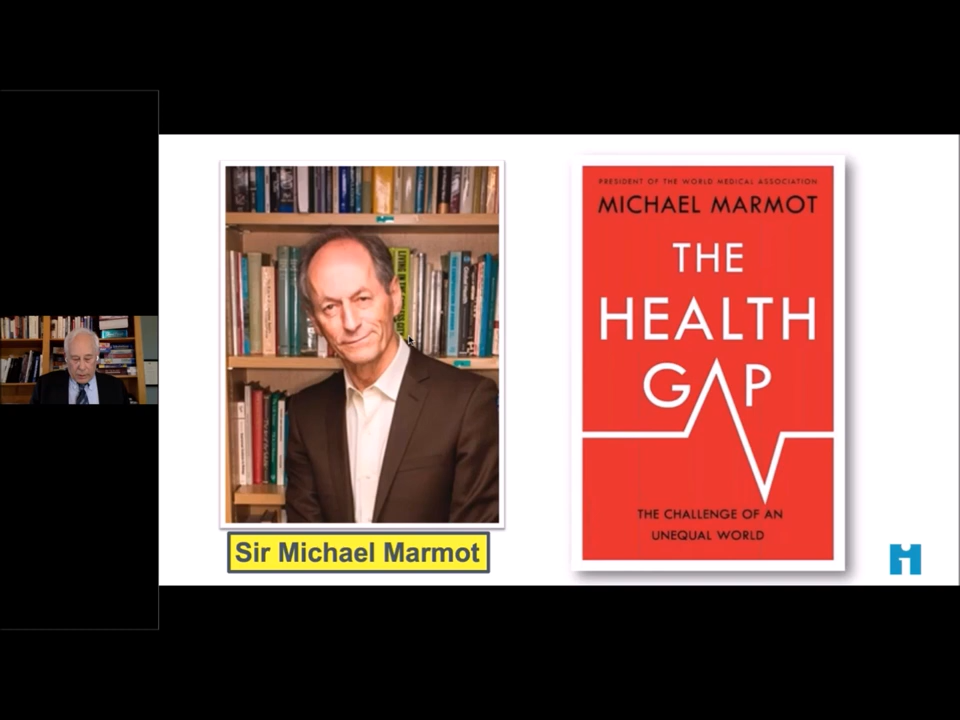 Sir Michael Marmot
PRESIDENT OF THE WORLD MEDICAL ASSOCIATION
MICHAEL MARMOT
THE
HEALTH
GAP
THE CHALLENGE OF AN
UNEQUAL WORLD